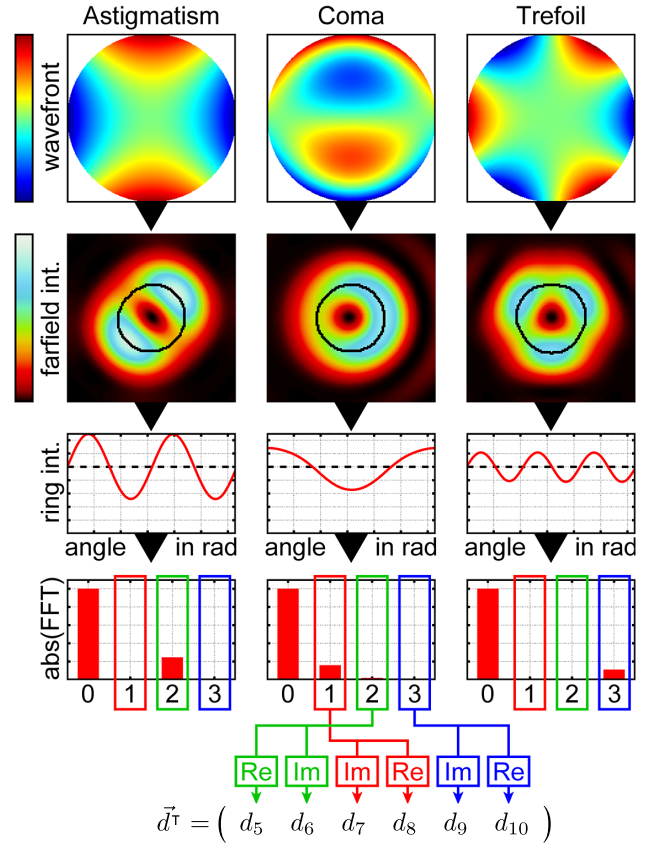 Astigmatism Coma Trefoil
wavefront
farfield int.
ring int.
angle in rad angle in rad angle in rad
abs(FFT)
0 1 2 3 0 1 2 3 0 1 2 3
Re Im Im Re Im Re
d⃗ᵀ = ( d₅ d₆ d₇ d₈ d₉ d₁₀ )